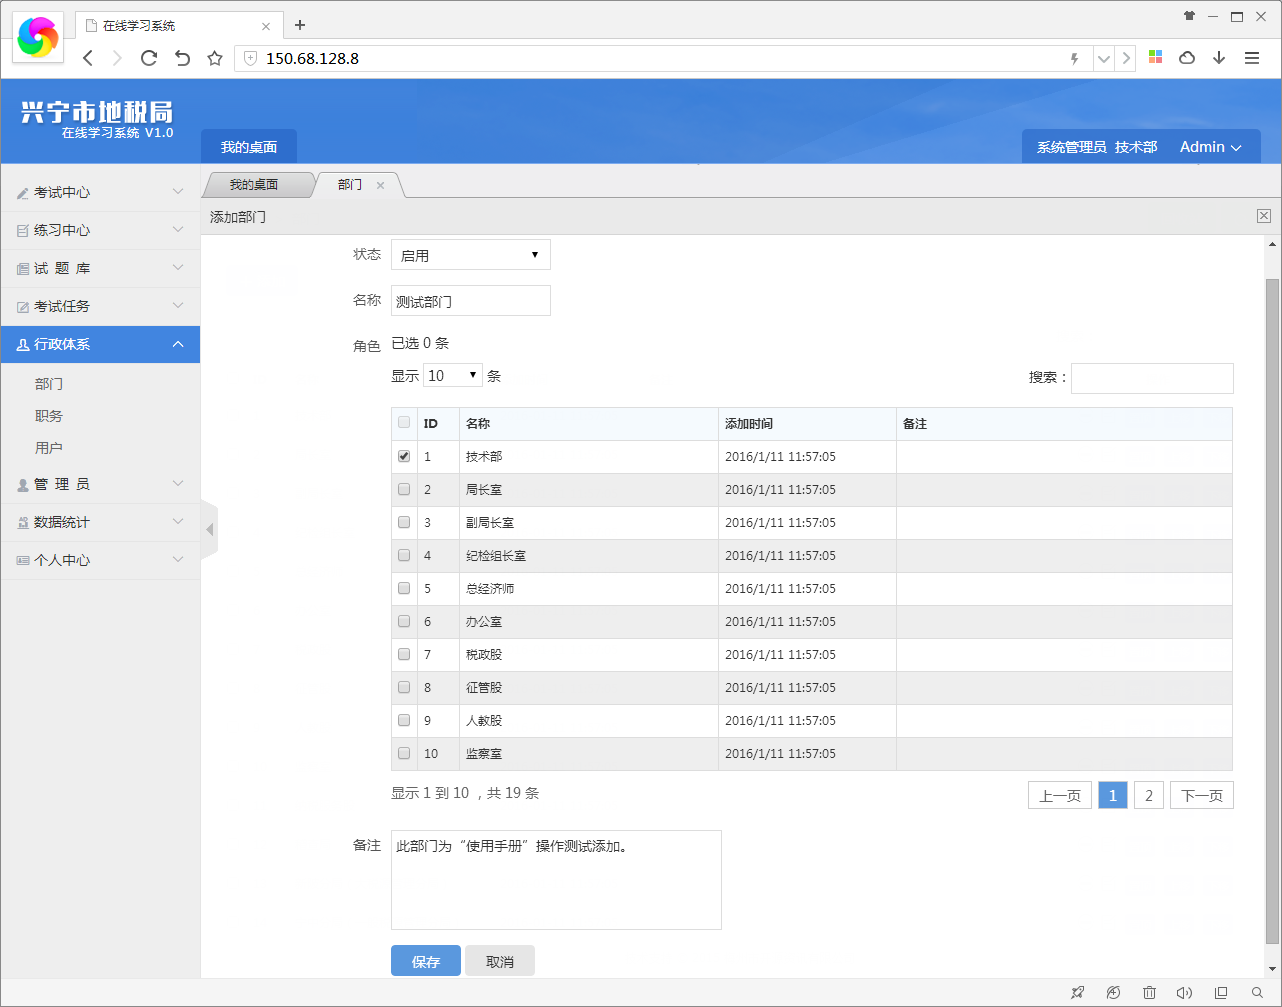 在线学习系统
150.68.128.8
兴宁市地税局
在线学习系统 V1.0
我的桌面
系统管理员 技术部 Admin
考试中心
练习中心
试 题 库
考试任务
行政体系
部门
职务
用户
管 理 员
数据统计
个人中心
我的桌面 部门
添加部门
状态 启用
名称 测试部门
角色 已选 0 条
显示 10 条 搜索：
ID 名称 添加时间 备注
1 技术部 2016/1/11 11:57:05
2 局长室 2016/1/11 11:57:05
3 副局长室 2016/1/11 11:57:05
4 纪检组长室 2016/1/11 11:57:05
5 总经济师 2016/1/11 11:57:05
6 办公室 2016/1/11 11:57:05
7 税政股 2016/1/11 11:57:05
8 征管股 2016/1/11 11:57:05
9 人教股 2016/1/11 11:57:05
10 监察室 2016/1/11 11:57:05
显示 1 到 10 ，共 19 条 上一页 1 2 下一页
备注 此部门为“使用手册”操作测试添加。
保存 取消